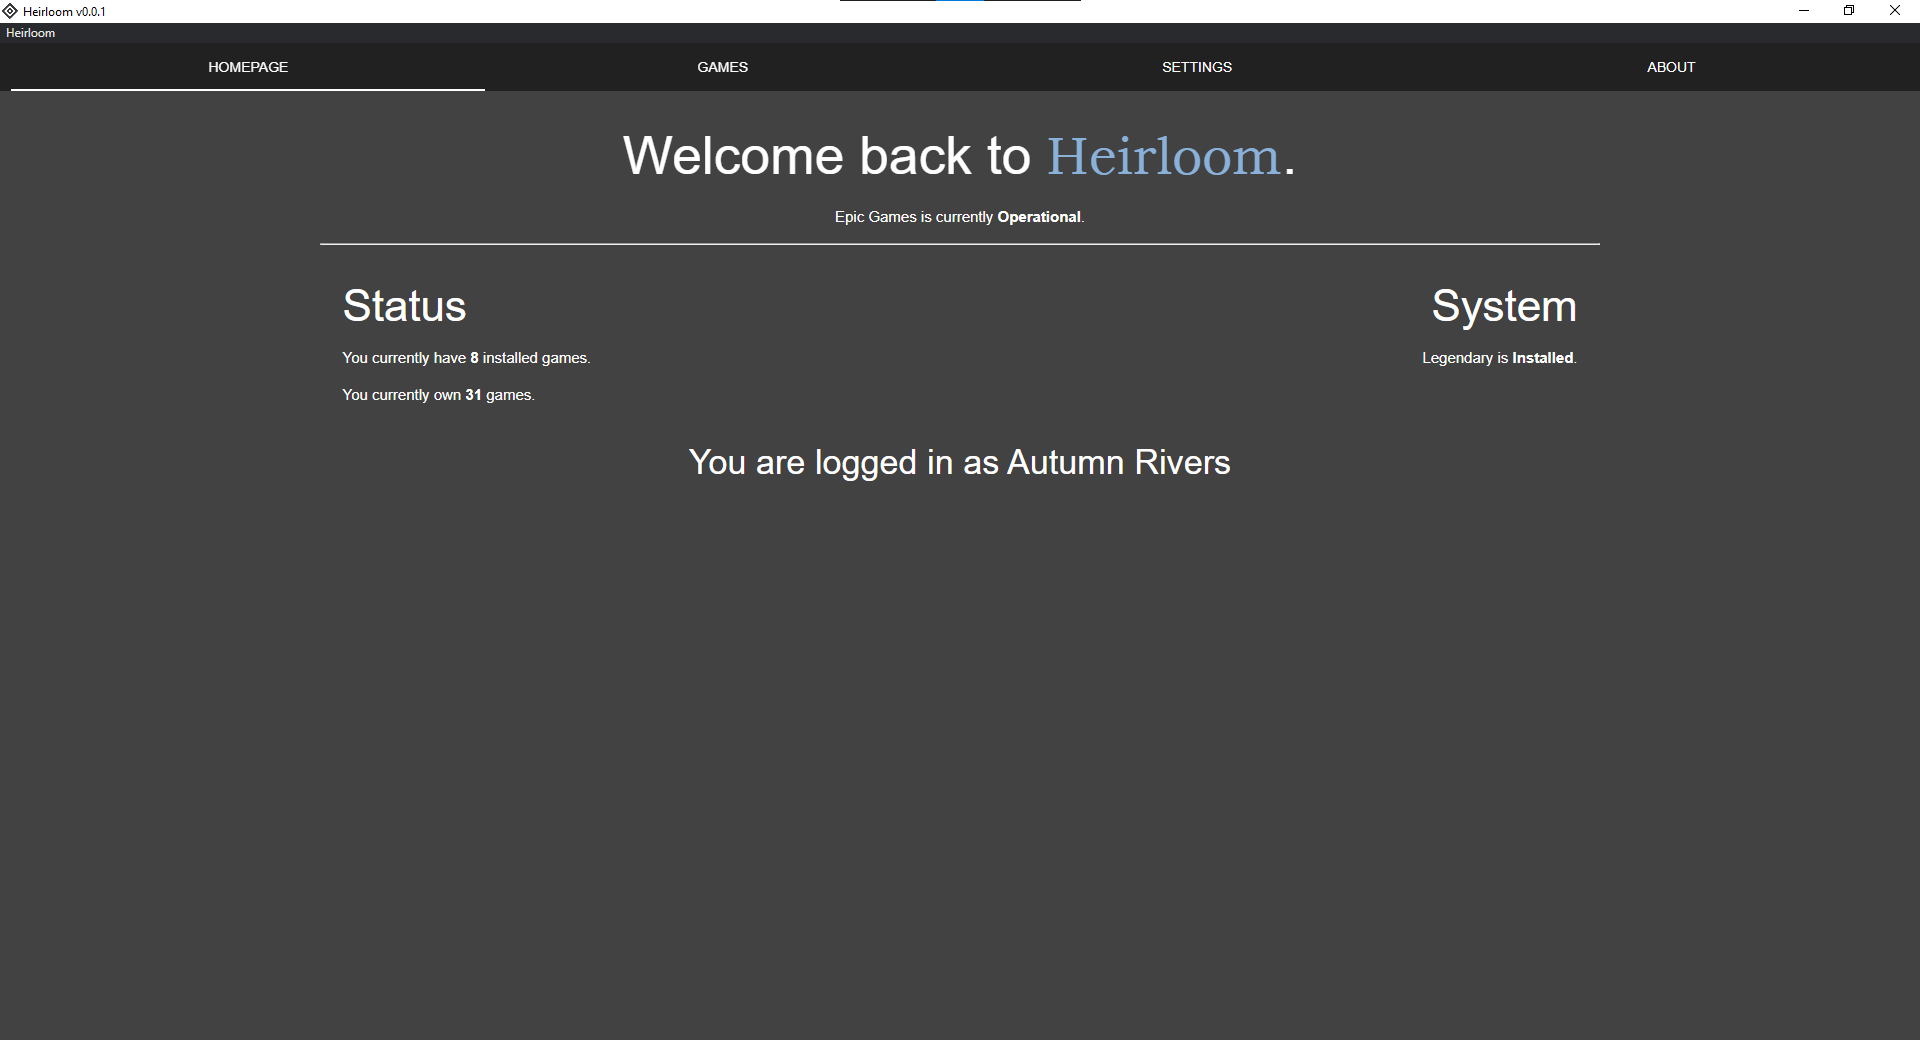 Heirloom v0.0.1
Heirloom
HOMEPAGE GAMES SETTINGS ABOUT
Welcome back to Heirloom.
Epic Games is currently Operational.
Status
You currently have 8 installed games.
You currently own 31 games.
System
Legendary is Installed.
You are logged in as Autumn Rivers